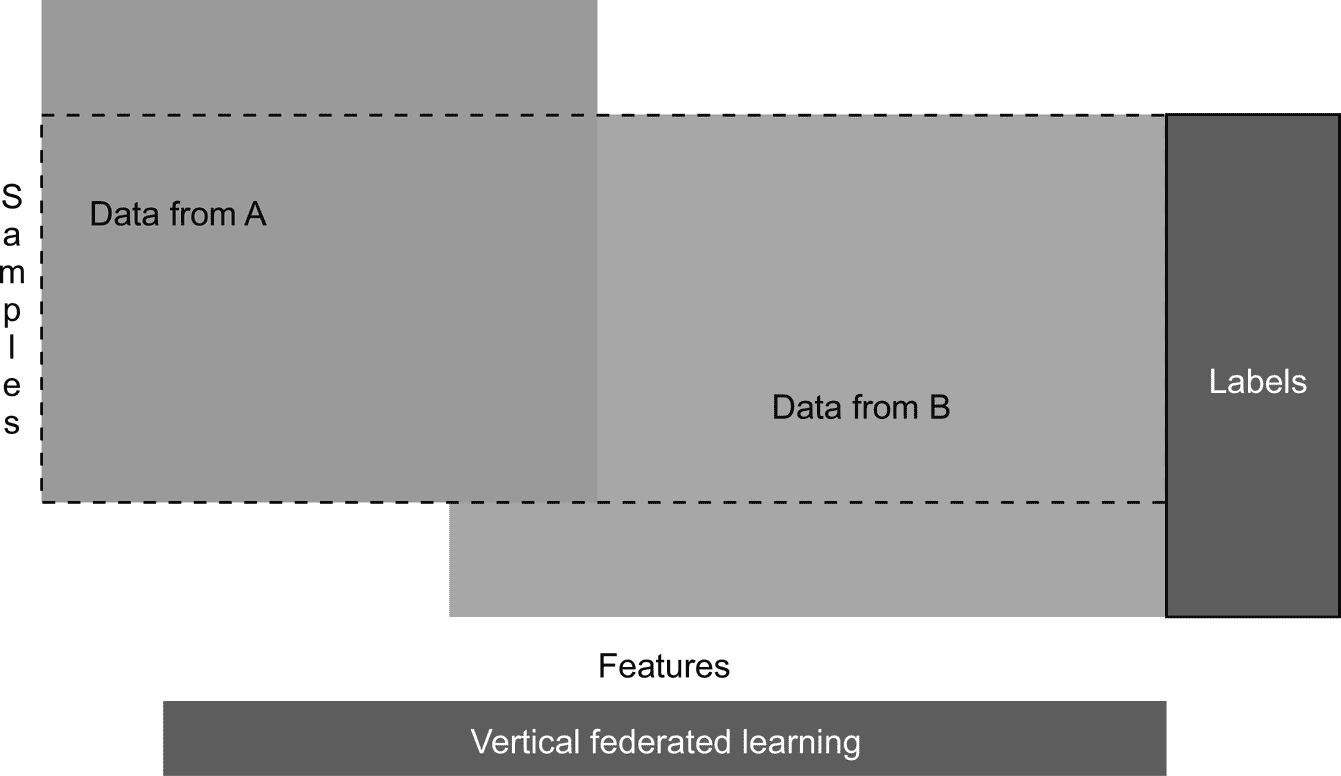 Samples
Data from A
Data from B
Labels
Features
Vertical federated learning